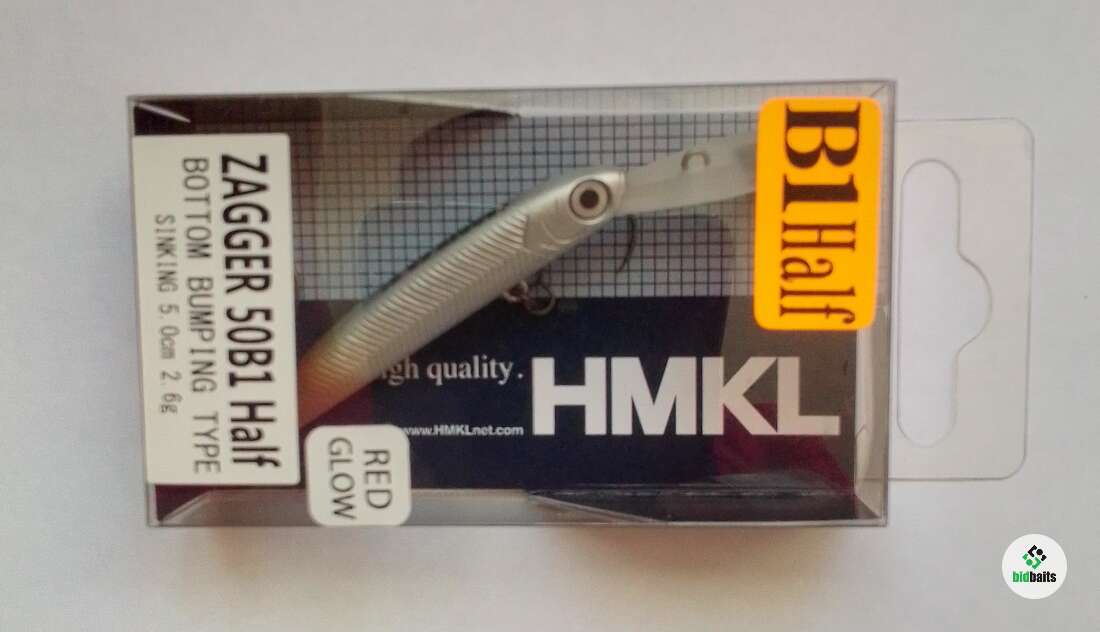 ZAGGER 50B1 Half
BOTTOM BUMPING TYPE
SINKING 5.0cm 2.6g
RED
GLOW
quality.
www.HMKLnet.com
HMKL
B1Half
bidbaits